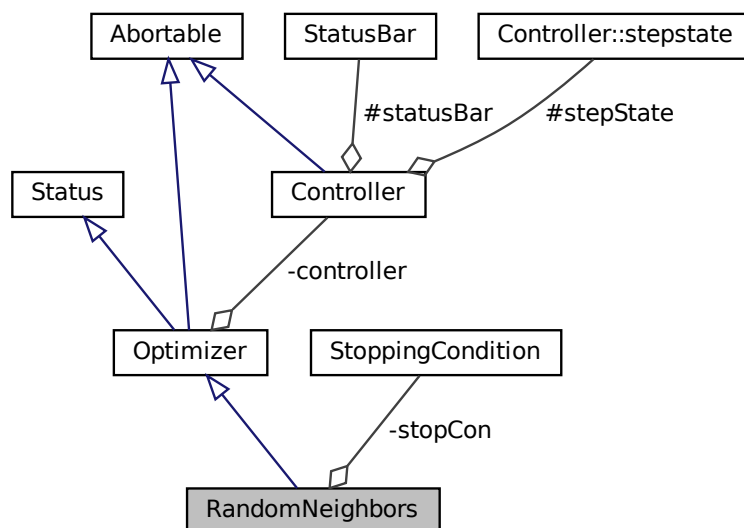 Abortable
StatusBar
Controller::stepstate
#statusBar
#stepState
Status
Controller
-controller
Optimizer
StoppingCondition
-stopCon
RandomNeighbors